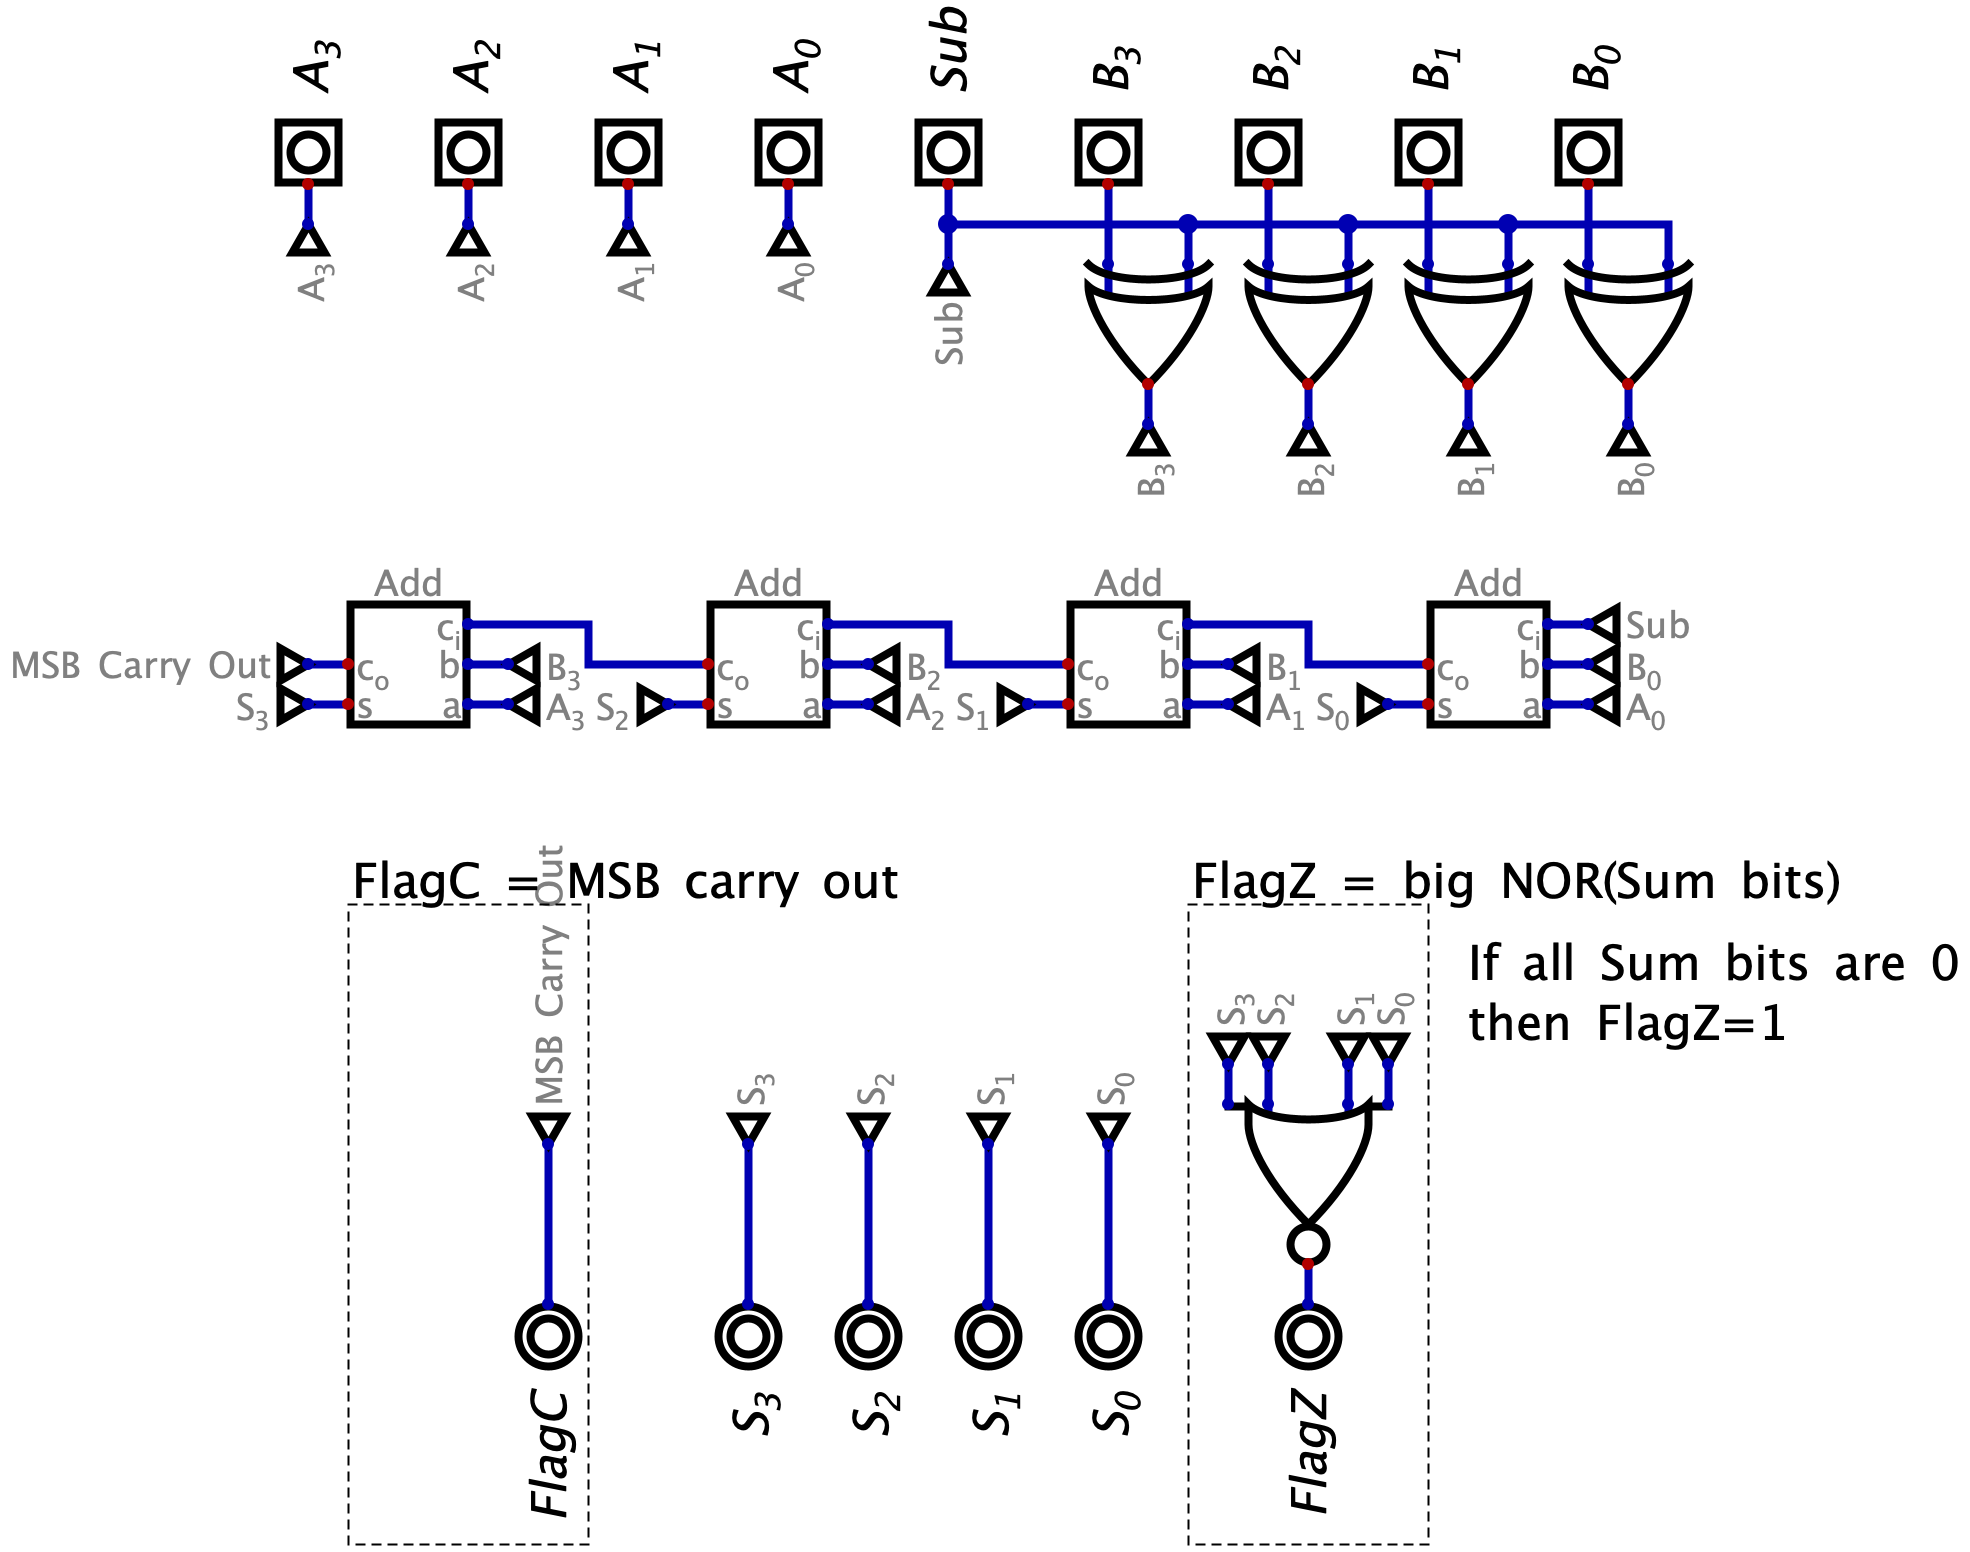 A3 A2 A1 A0 Sub B3 B2 B1 B0
A3 A2 A1 A0
Sub
B3 B2 B1 B0
Add Add Add Add
ci ci ci ci Sub
MSB Carry Out co b B3 co b B2 co b B1 co b B0
S3 s a A3 S2 s a A2 S1 s a A1 S0 s a A0
FlagC = MSB carry out
MSB Carry Out
FlagZ = big NOR(Sum bits)
If all Sum bits are 0
then FlagZ=1
S3 S2 S1 S0
S3 S2 S1 S0
FlagC S3 S2 S1 S0 FlagZ